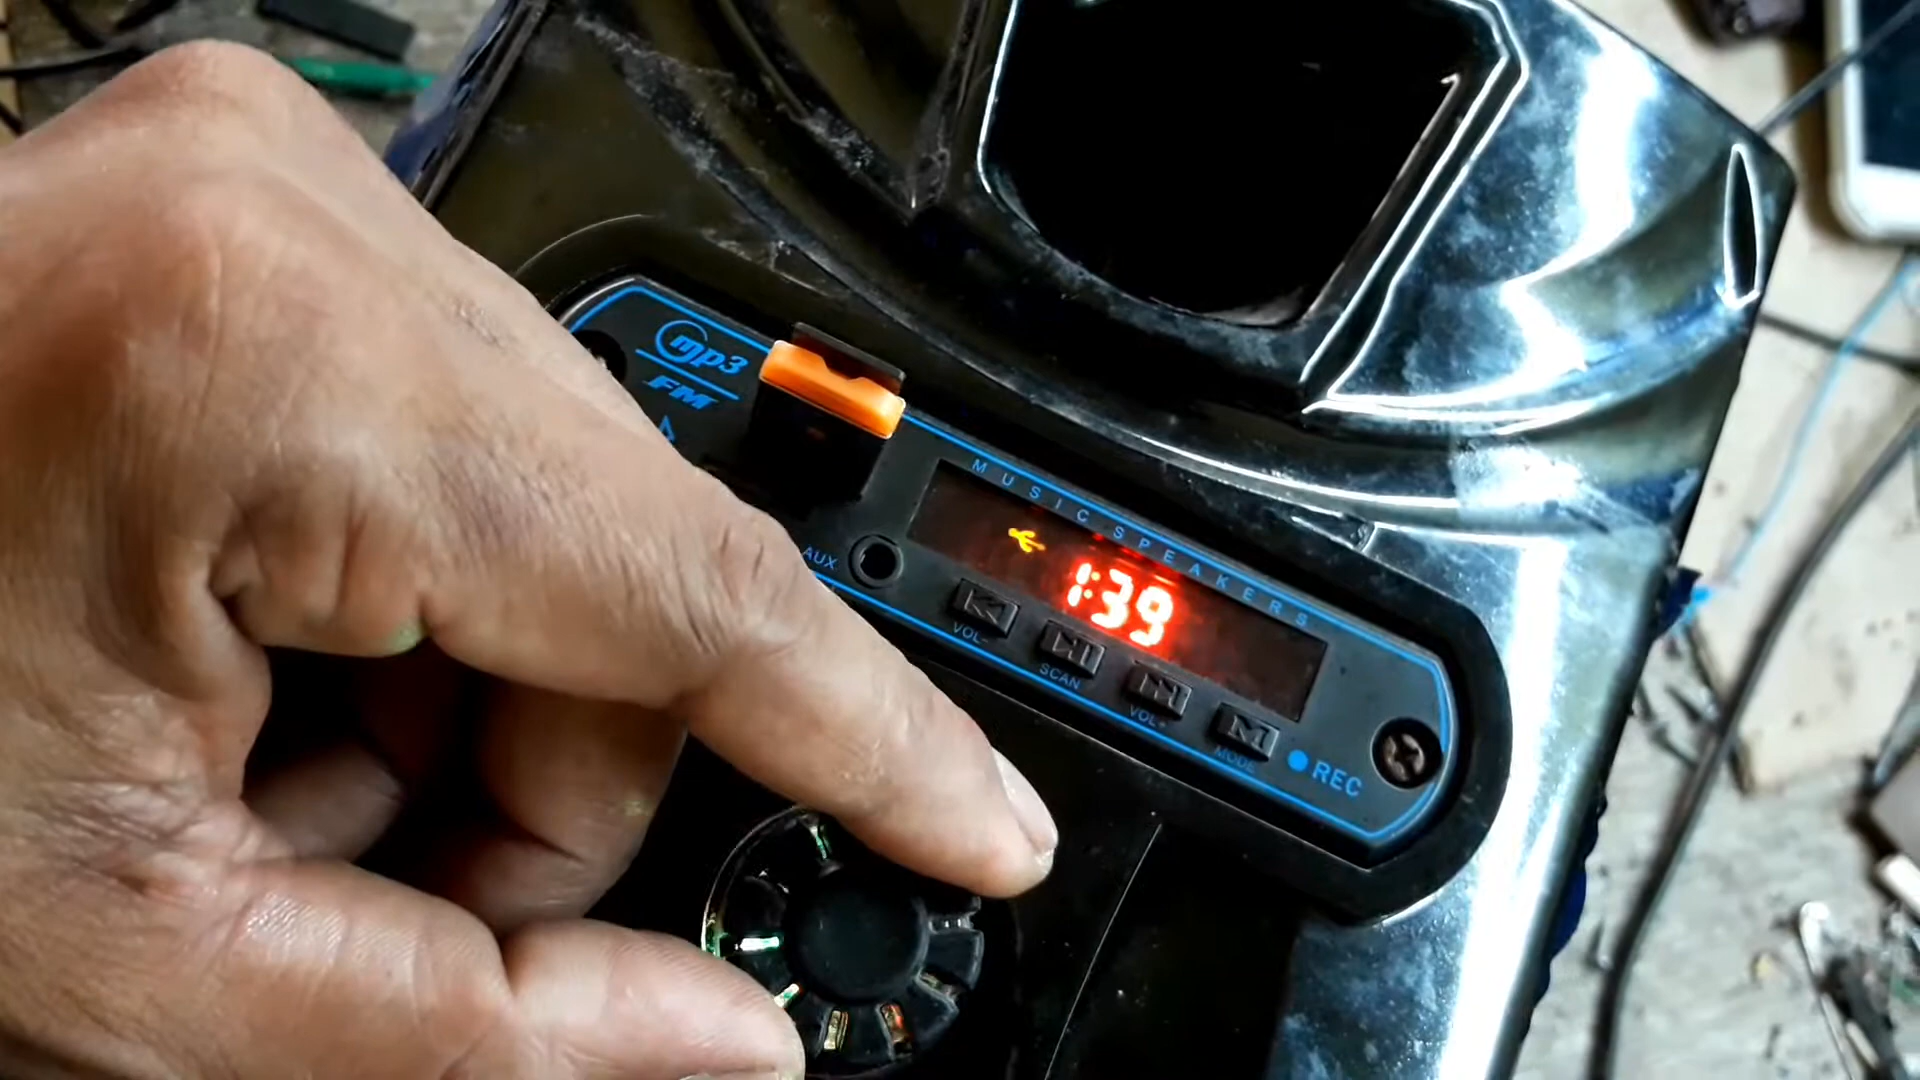 mp3
FM
MUSIC SPEAKERS
1:39
AUX
VOL-
SCAN
VOL+
MODE
REC